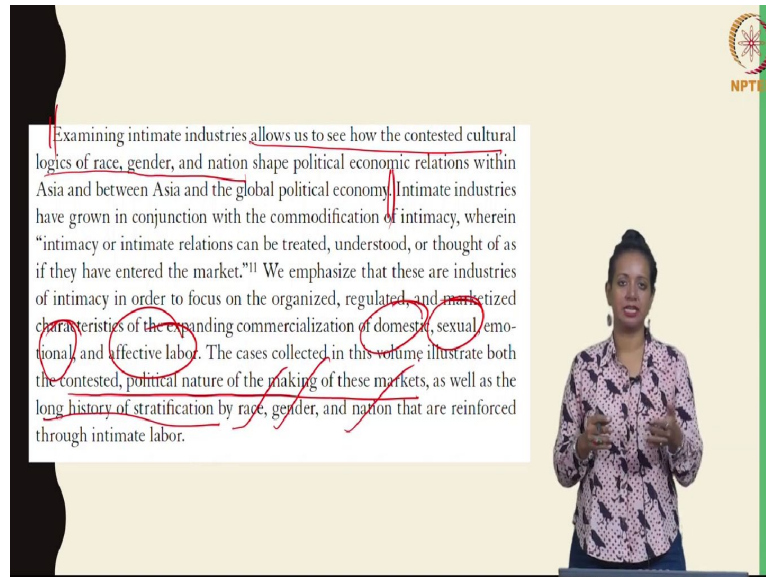 NPTE
Examining intimate industries allows us to see how the contested cultural
logics of race, gender, and nation shape political economic relations within
Asia and between Asia and the global political economy. Intimate industries
have grown in conjunction with the commodification of intimacy, wherein
“intimacy or intimate relations can be treated, understood, or thought of as
if they have entered the market.”¹¹ We emphasize that these are industries
of intimacy in order to focus on the organized, regulated, and marketized
characteristics of the expanding commercialization of domestic, sexual, emo-
tional, and affective labor. The cases collected in this volume illustrate both
the contested, political nature of the making of these markets, as well as the
long history of stratification by race, gender, and nation that are reinforced
through intimate labor.